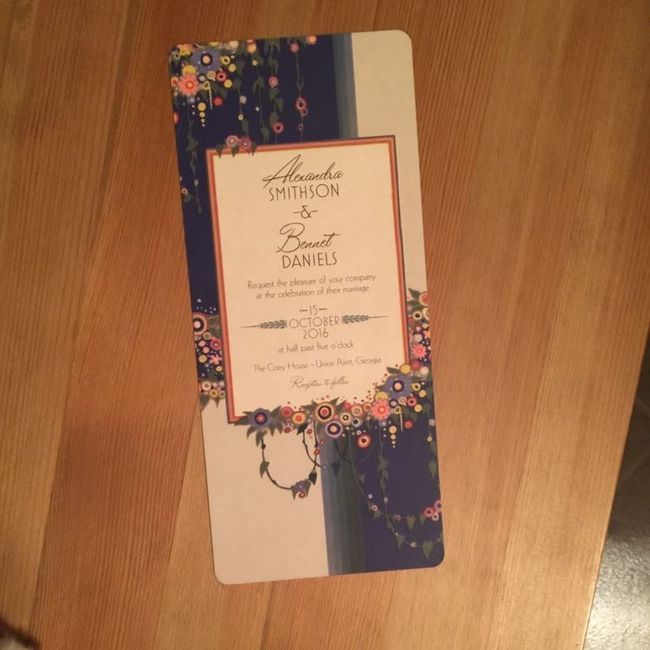 Alexandra
SMITHSON
-&-
Bennet
DANIELS
Request the pleasure of your company
at the celebration of their marriage
-15-
OCTOBER
2016
at half past five o'clock
The Corry House – Union Point, Georgia
Reception to follow